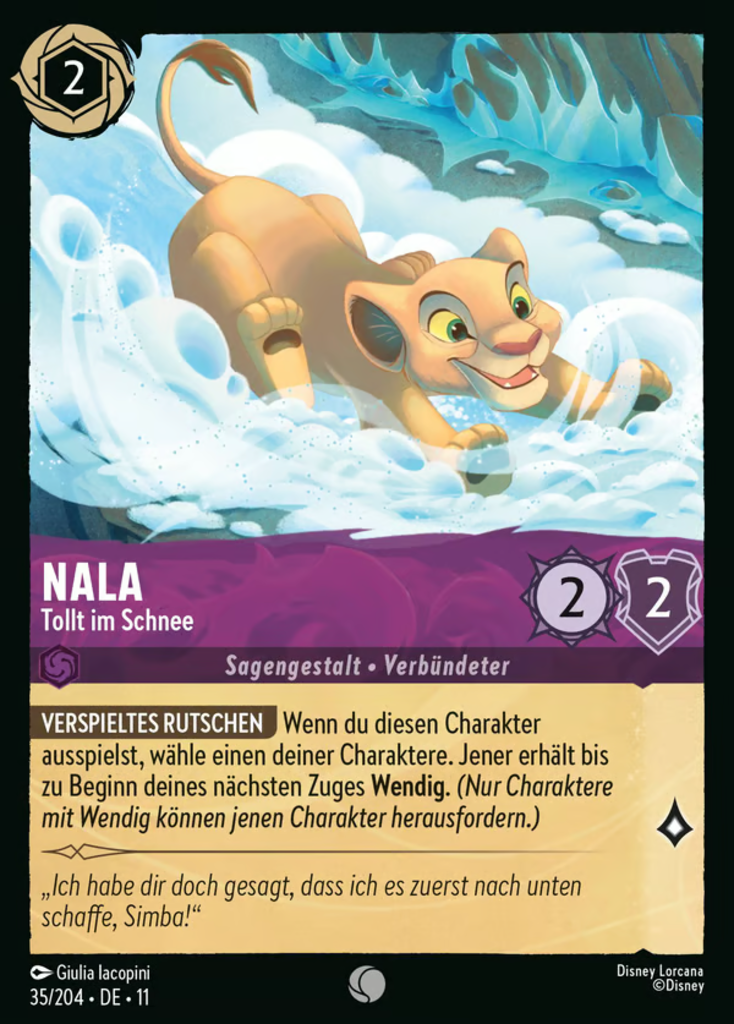 2
NALA
Tollt im Schnee
2
2
Sagengestalt • Verbündeter
VERSPIELTES RUTSCHEN Wenn du diesen Charakter
ausspielst, wähle einen deiner Charaktere. Jener erhält bis
zu Beginn deines nächsten Zuges Wendig. (Nur Charaktere
mit Wendig können jenen Charakter herausfordern.)
„Ich habe dir doch gesagt, dass ich es zuerst nach unten
schaffe, Simba!“
Giulia Iacopini
35/204 • DE • 11
Disney Lorcana
©Disney